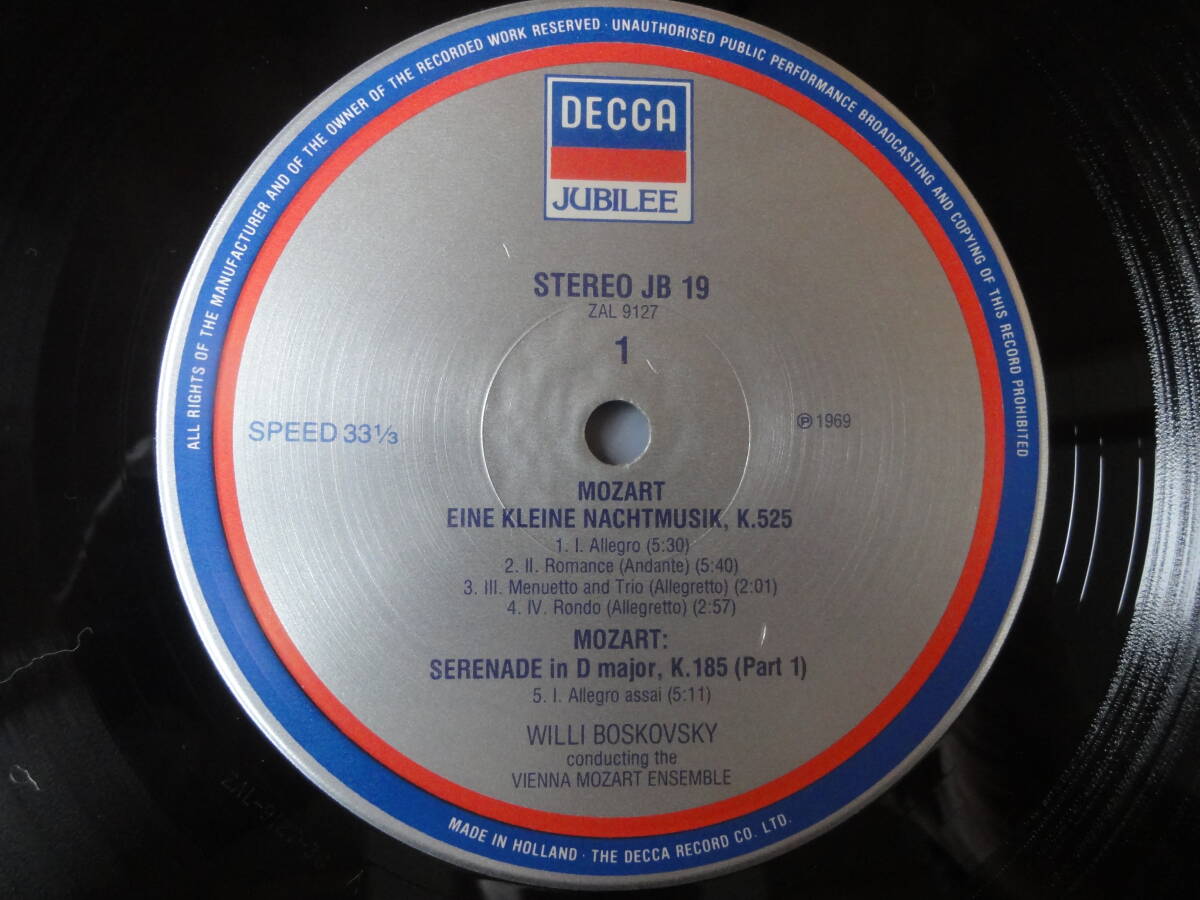 ALL RIGHTS OF THE MANUFACTURER AND OF THE OWNER OF THE RECORDED WORK RESERVED · UNAUTHORISED PUBLIC PERFORMANCE BROADCASTING AND COPYING OF THIS RECORD PROHIBITED
DECCA
JUBILEE
STEREO JB 19
ZAL 9127
1
SPEED 33⅓
℗ 1969
MOZART
EINE KLEINE NACHTMUSIK, K.525
1. I. Allegro (5:30)
2. II. Romance (Andante) (5:40)
3. III. Menuetto and Trio (Allegretto) (2:01)
4. IV. Rondo (Allegretto) (2:57)
MOZART:
SERENADE in D major, K.185 (Part 1)
5. I. Allegro assai (5:11)
WILLI BOSKOVSKY
conducting the
VIENNA MOZART ENSEMBLE
MADE IN HOLLAND · THE DECCA RECORD CO. LTD.